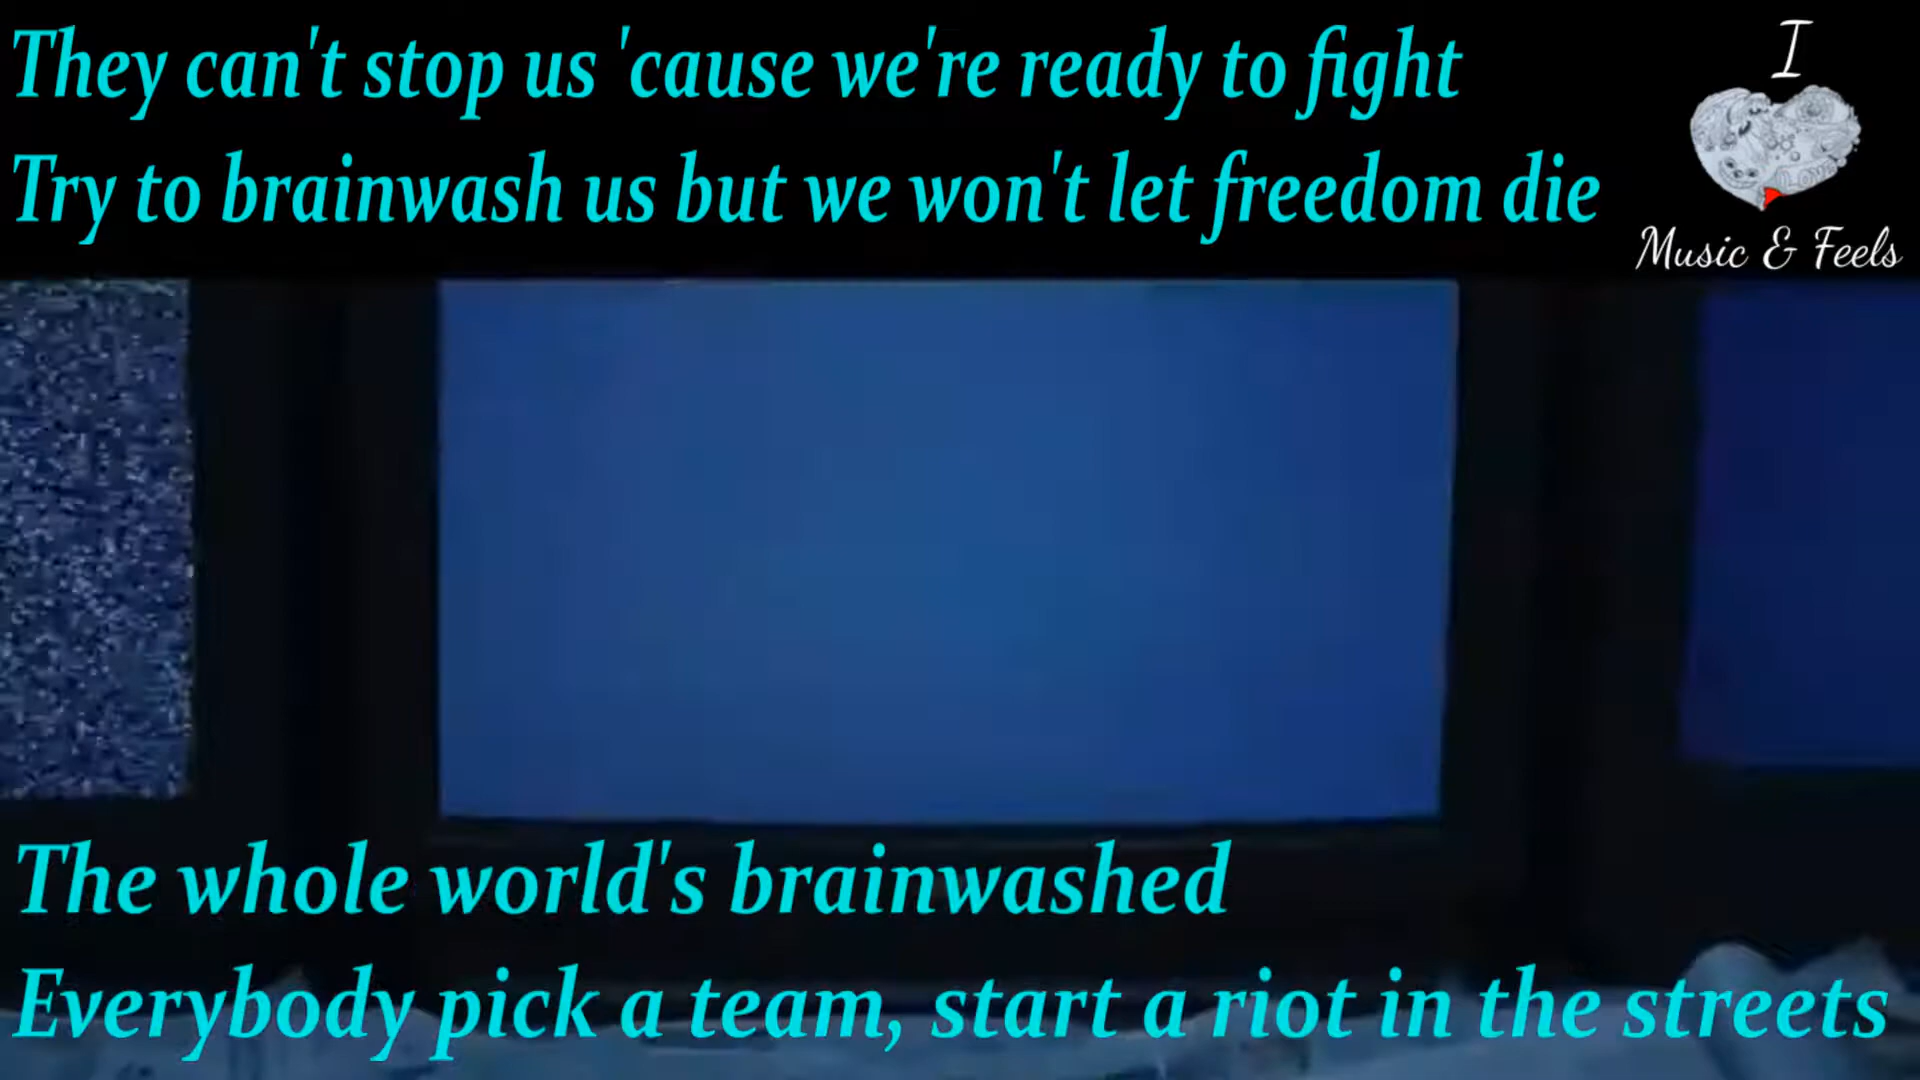 They can't stop us 'cause we're ready to fight
Try to brainwash us but we won't let freedom die
I
LOVE
Music & Feels
The whole world's brainwashed
Everybody pick a team, start a riot in the streets